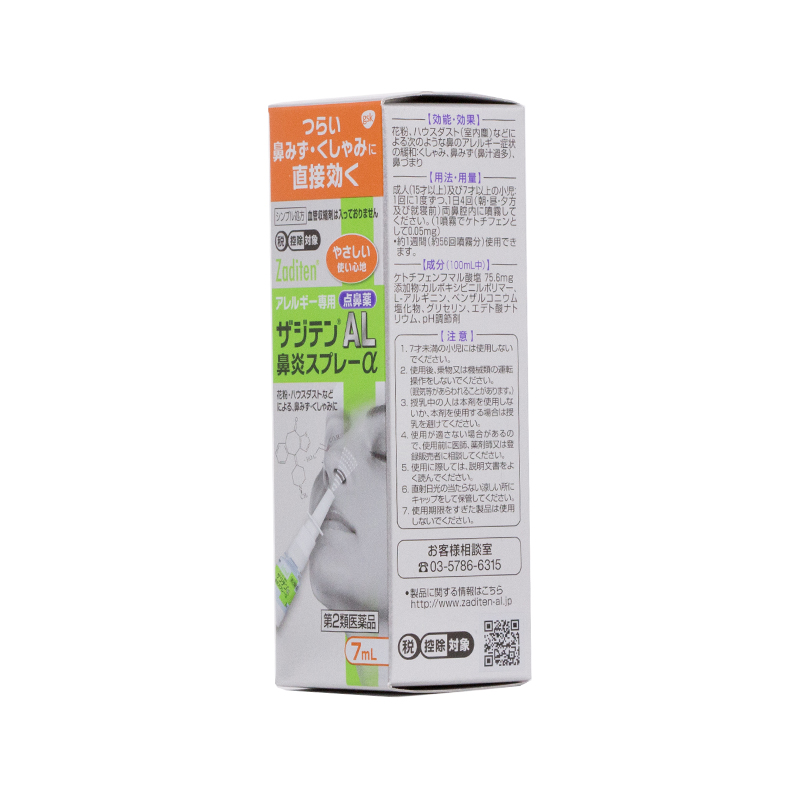 つらい
gsk
鼻みず・くしゃみに
直接効く
シンプル処方 血管収縮剤は入っておりません
税 控除 対象
やさしい
使い心地
Zaditen®
アレルギー専用 点鼻薬
ザジテン®AL
鼻炎スプレーα
花粉・ハウスダストなど
による、鼻みず・くしゃみに
第2類医薬品
7mL
【効能・効果】
花粉、ハウスダスト(室内塵)などに
よる次のような鼻のアレルギー症状
の緩和:くしゃみ、鼻みず(鼻汁過多)、
鼻づまり
【用法・用量】
成人(15才以上)及び7才以上の小児:
1回に1度ずつ、1日4回(朝・昼・夕方
及び就寝前)両鼻腔内に噴霧して
ください。(1噴霧でケトチフェンと
して0.05mg)
•約1週間(約56回噴霧分)使用でき
ます。
【成分(100mL中)】
ケトチフェンフマル酸塩 75.6mg
添加物:カルボキシビニルポリマー、
L-アルギニン、ベンザルコニウム
塩化物、グリセリン、エデト酸ナト
リウム、pH調節剤
【注意】
1. 7才未満の小児には使用しない
でください。
2. 使用後、乗物又は機械類の運転
操作をしないでください。
(眠気等があらわれることがあります。)
3. 授乳中の人は本剤を使用しな
いか、本剤を使用する場合は授
乳を避けてください。
4. 使用が適さない場合があるの
で、使用前に医師、薬剤師又は登
録販売者に相談してください。
5. 使用に際しては、説明文書をよ
く読んでください。
6. 直射日光の当たらない涼しい所に
キャップをして保管してください。
7. 使用期限をすぎた製品は使用
しないでください。
お客様相談室
☎03-5786-6315
•製品に関する情報はこちら
http://www.zaditen-al.jp
税 控除 対象